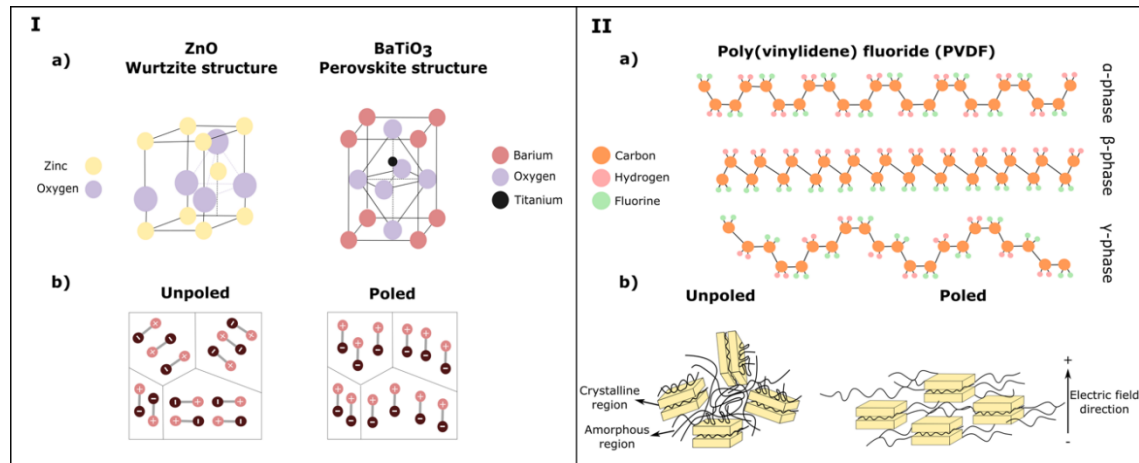 I
ZnO
Wurtzite structure
BaTiO₃
Perovskite structure
a)
Zinc
Oxygen
Barium
Oxygen
Titanium
b)
Unpoled
Poled
II
Poly(vinylidene) fluoride (PVDF)
a)
α-phase
β-phase
γ-phase
Carbon
Hydrogen
Fluorine
b)
Unpoled
Poled
Crystalline
region
Amorphous
region
+
Electric field
direction
-